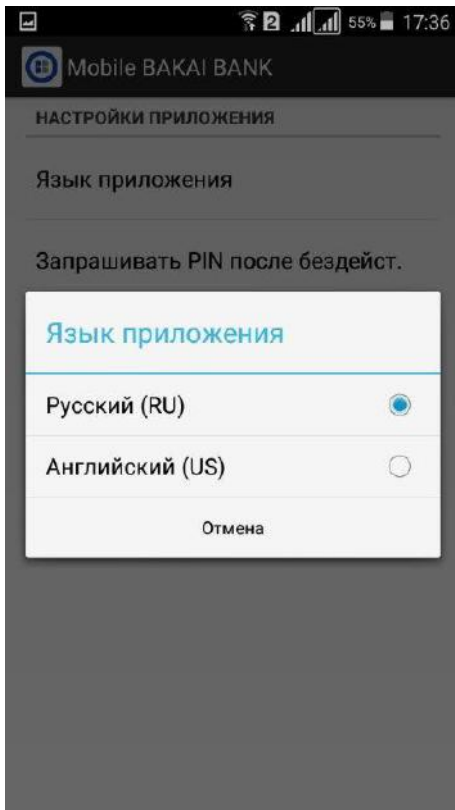 2 55% 17:36
Mobile BAKAI BANK
НАСТРОЙКИ ПРИЛОЖЕНИЯ
Язык приложения
Запрашивать PIN после бездейст.
Язык приложения
Русский (RU)
Английский (US)
Отмена